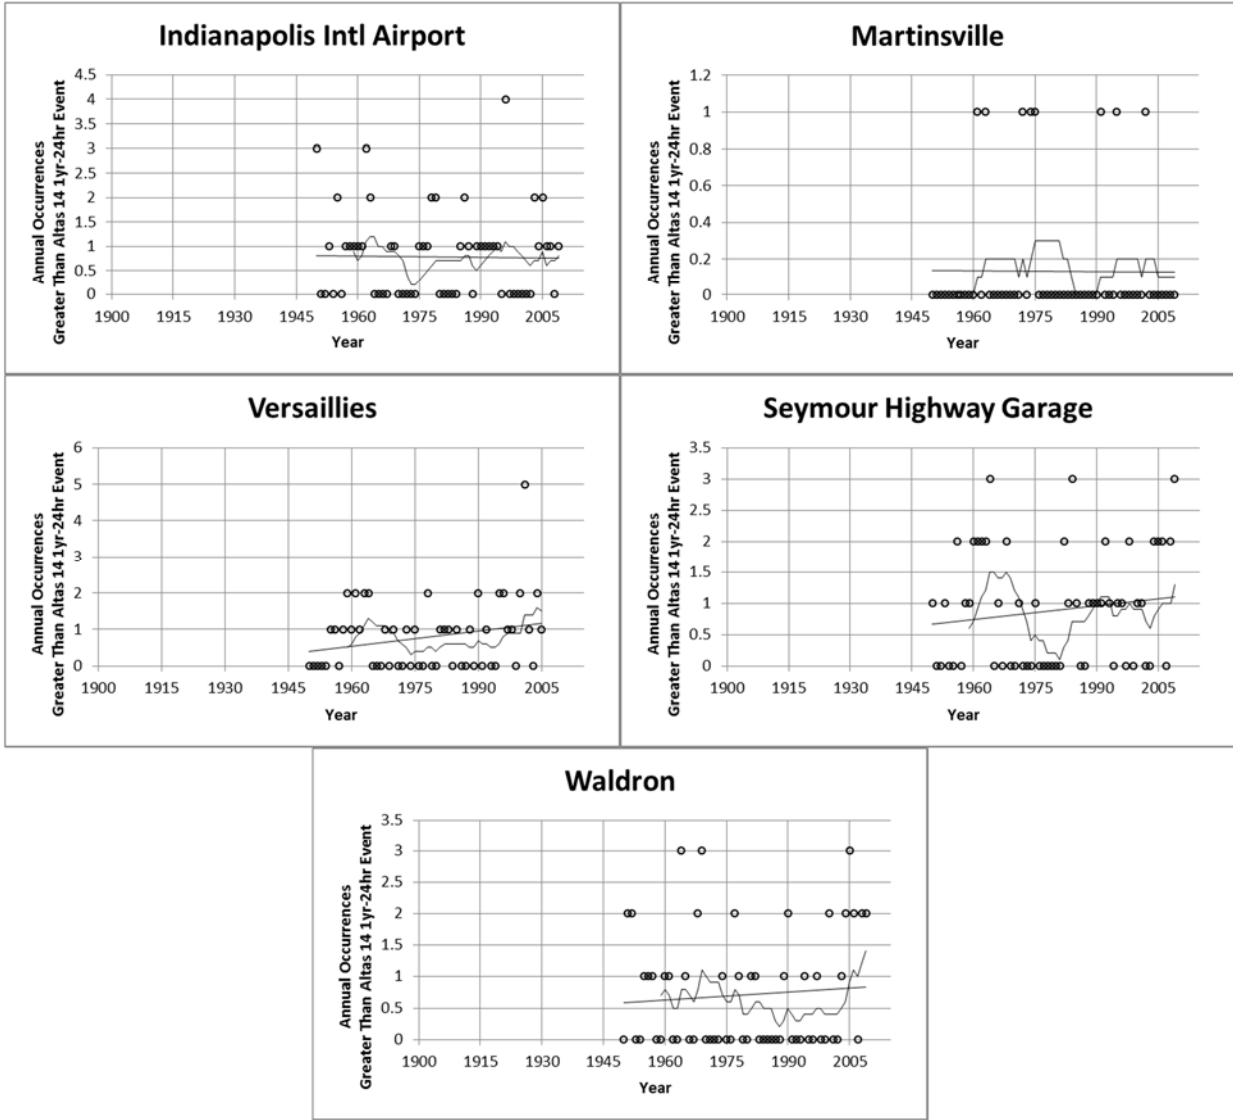 Indianapolis Intl Airport
Annual Occurrences
Greater Than Altas 14 1yr-24hr Event
4.5
4
3.5
3
2.5
2
1.5
1
0.5
0
1900 1915 1930 1945 1960 1975 1990 2005
Year
Martinsville
Annual Occurrences
Greater Than Altas 14 1yr-24hr Event
1.2
1
0.8
0.6
0.4
0.2
0
1900 1915 1930 1945 1960 1975 1990 2005
Year
Versaillies
Annual Occurrences
Greater Than Altas 14 1yr-24hr Event
6
5
4
3
2
1
0
1900 1915 1930 1945 1960 1975 1990 2005
Year
Seymour Highway Garage
Annual Occurrences
Greater Than Altas 14 1yr-24hr Event
3.5
3
2.5
2
1.5
1
0.5
0
1900 1915 1930 1945 1960 1975 1990 2005
Year
Waldron
Annual Occurrences
Greater Than Altas 14 1yr-24hr Event
3.5
3
2.5
2
1.5
1
0.5
0
1900 1915 1930 1945 1960 1975 1990 2005
Year